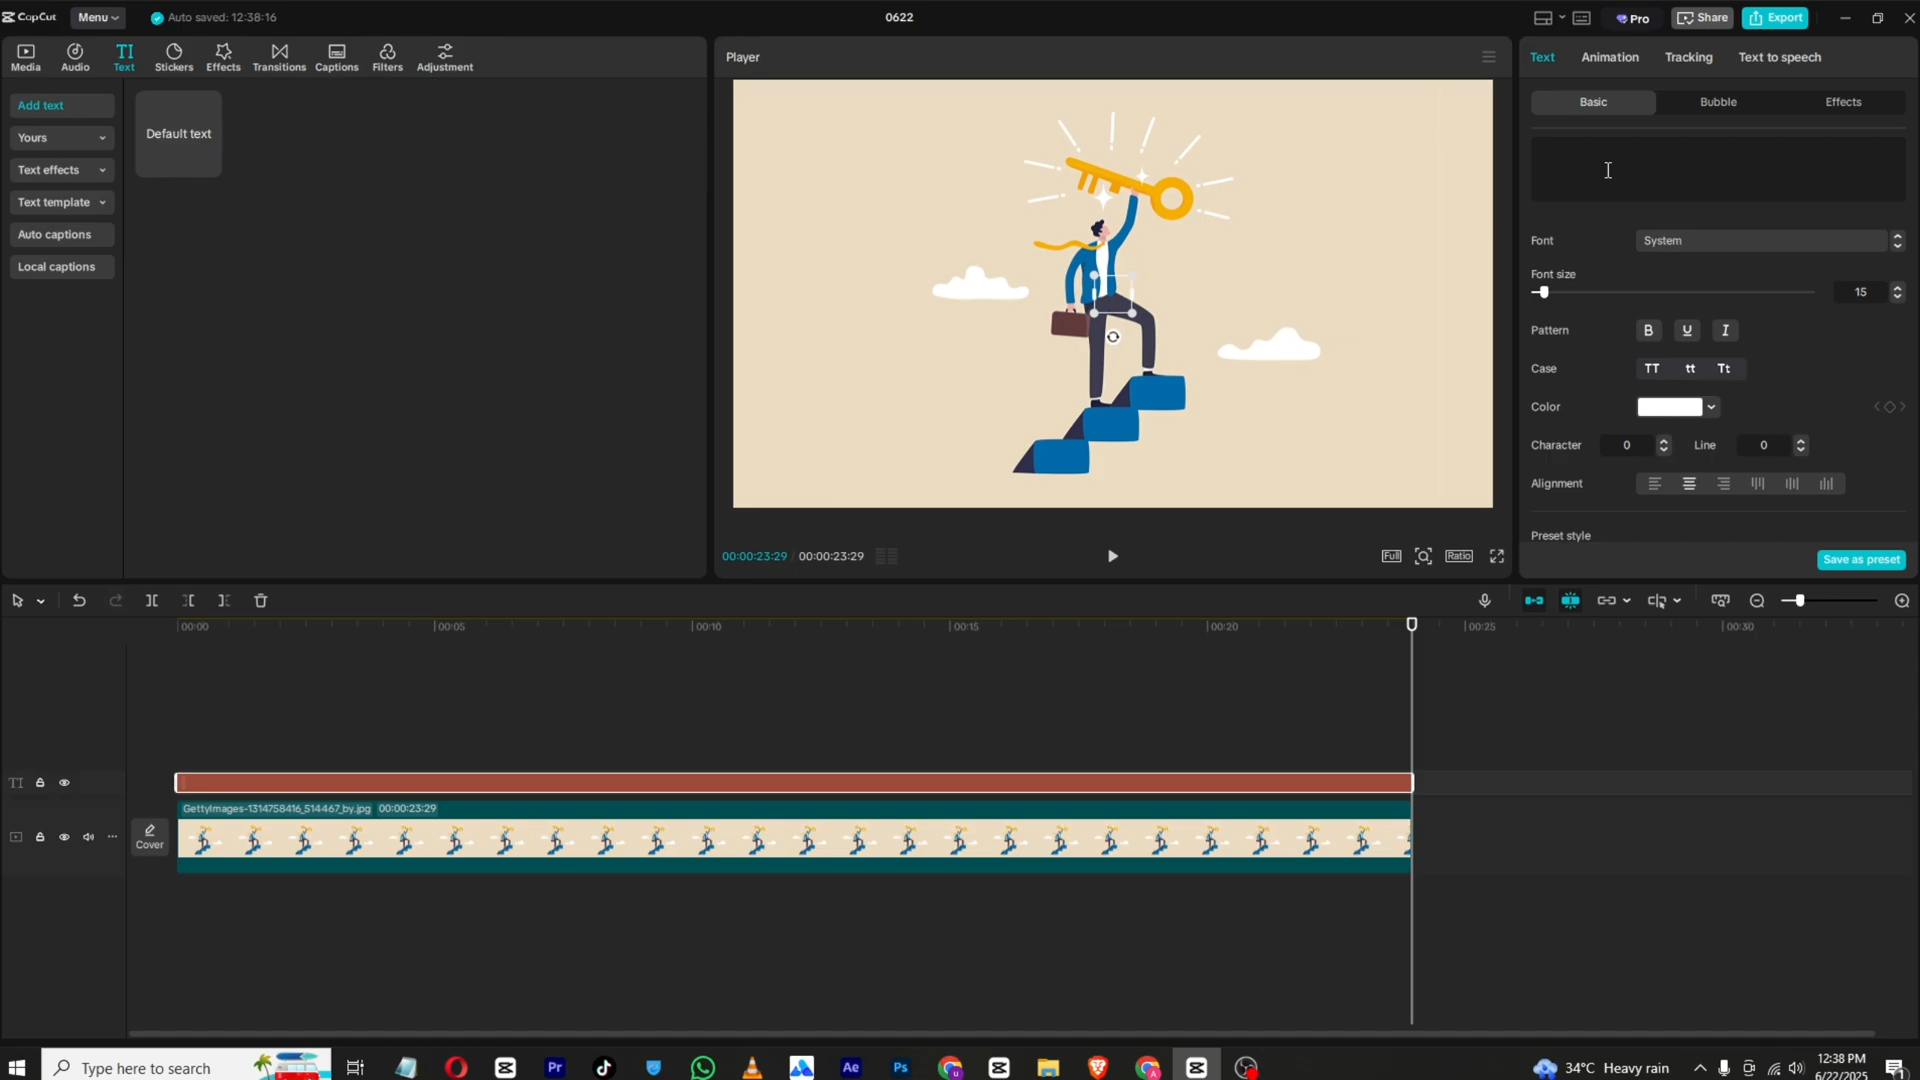 CapCut
Menu
Auto saved: 12:38:16
0622
Pro
Share
Export
Media
Audio
TI
Text
Stickers
Effects
Transitions
Captions
Filters
Adjustment
Add text
Yours
Text effects
Text template
Auto captions
Local captions
Default text
Player
00:00:23:29 / 00:00:23:29
Full
Ratio
Text
Animation
Tracking
Text to speech
Basic
Bubble
Effects
Font
System
Font size
15
Pattern
B
U
I
Case
TT
tt
Tt
Color
Character
0
Line
0
Alignment
Preset style
Save as preset
00:00
00:05
00:10
00:15
00:20
00:25
00:30
TI
GettyImages-1314758416_514467_by.jpg 00:00:23:29
Cover
Type here to search
Pr
Ae
Ps
34°C Heavy rain
12:38 PM
6/22/2025